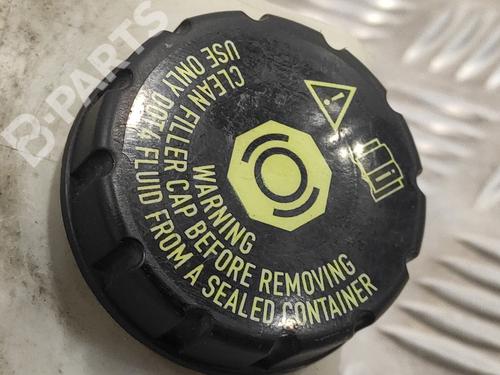 WARNING
CLEAN FILLER CAP BEFORE REMOVING
USE ONLY DOT4 FLUID FROM A SEALED CONTAINER
B-PARTS